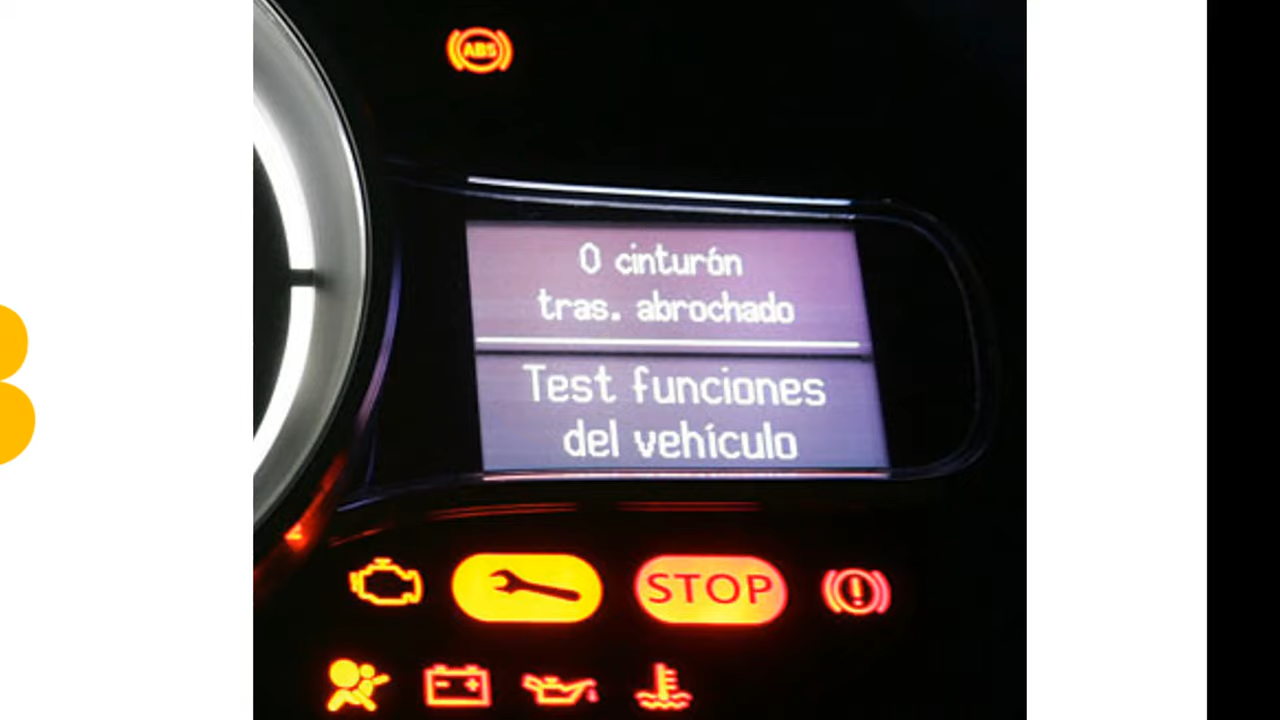 ABS
0 cinturón
tras. abrochado
Test funciones
del vehículo
STOP